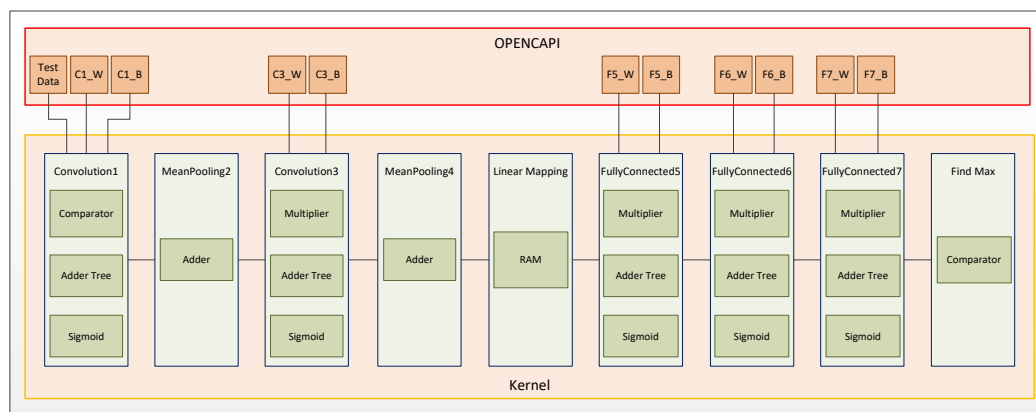 OPENCAPI
Test
Data
C1_W
C1_B
C3_W
C3_B
F5_W
F5_B
F6_W
F6_B
F7_W
F7_B
Convolution1
Comparator
Adder Tree
Sigmoid
MeanPooling2
Adder
Convolution3
Multiplier
Adder Tree
Sigmoid
MeanPooling4
Adder
Linear Mapping
RAM
FullyConnected5
Multiplier
Adder Tree
Sigmoid
FullyConnected6
Multiplier
Adder Tree
Sigmoid
FullyConnected7
Multiplier
Adder Tree
Sigmoid
Find Max
Comparator
Kernel